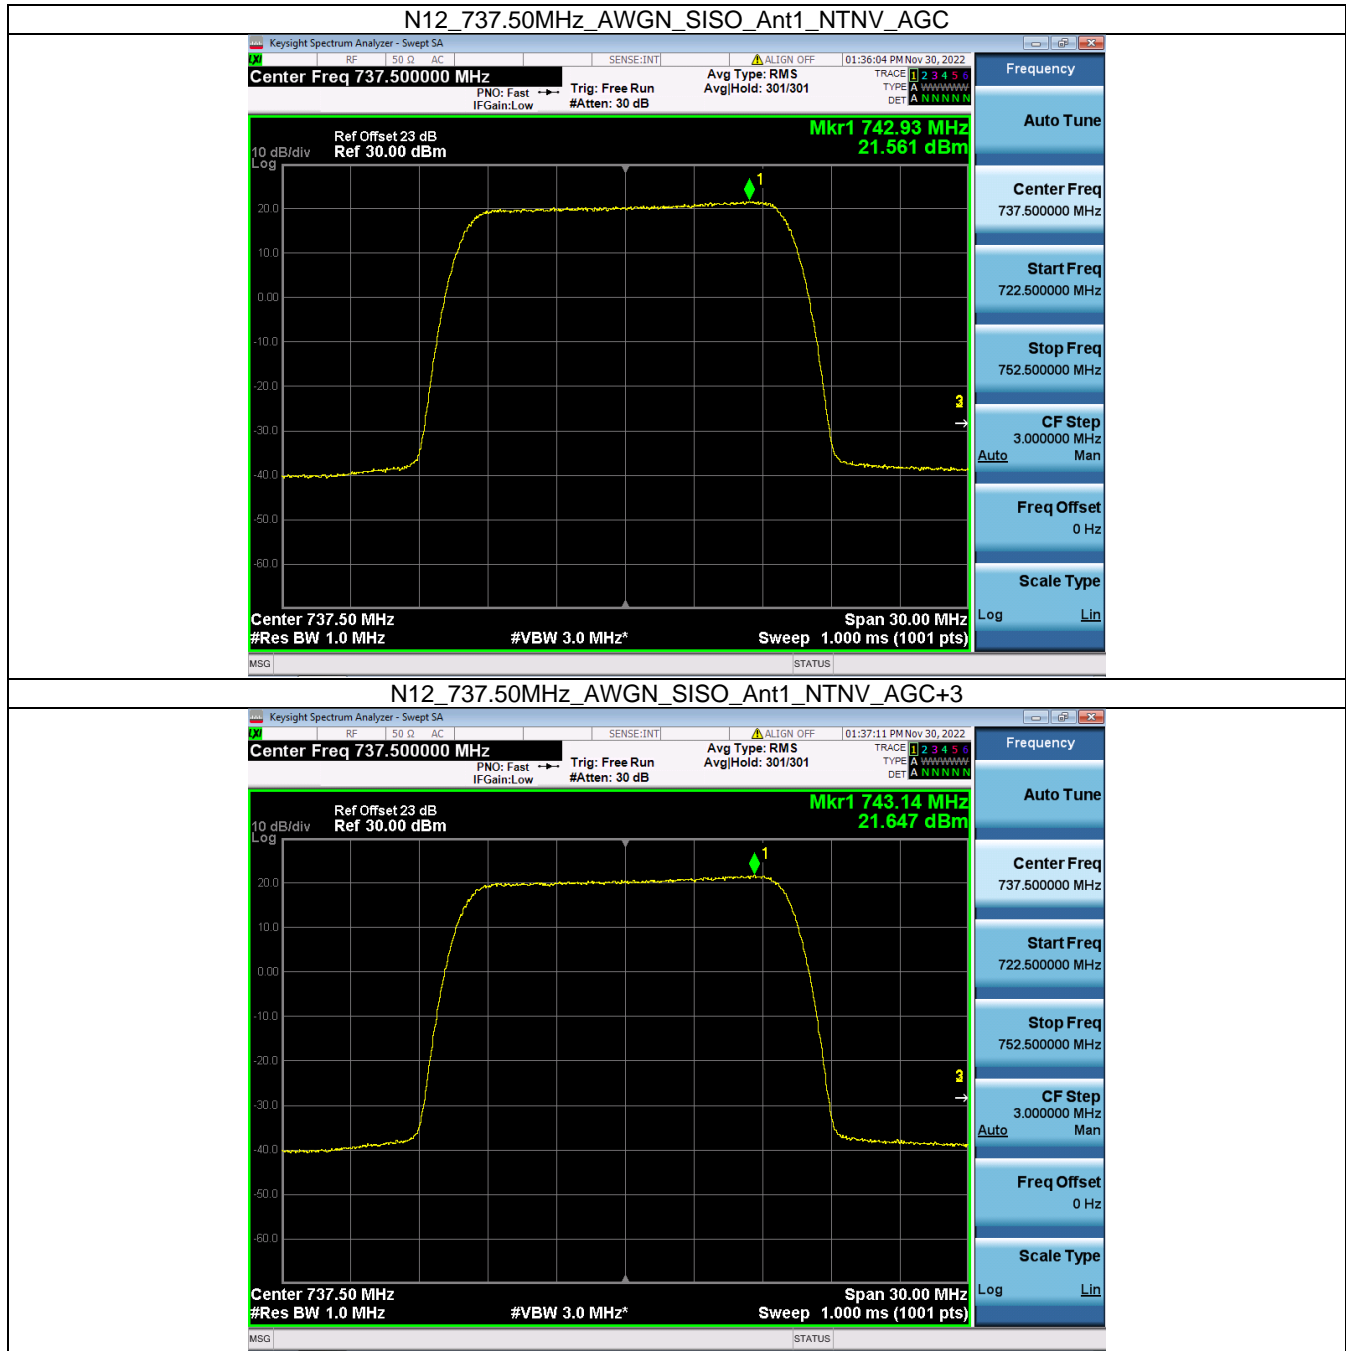 N12_737.50MHz_AWGN_SISO_Ant1_NTNV_AGC
Keysight Spectrum Analyzer - Swept SA
LXI RF 50 Ω AC SENSE:INT ALIGN OFF 01:36:04 PM Nov 30, 2022
Center Freq 737.500000 MHz
PNO: Fast
IFGain:Low
Trig: Free Run
#Atten: 30 dB
Avg Type: RMS
Avg|Hold: 301/301
TRACE 1 2 3 4 5 6
TYPE A WWWWW
DET A N N N N N
Frequency
Mkr1 742.93 MHz
21.561 dBm
Ref Offset 23 dB
10 dB/div Ref 30.00 dBm
Log
1
20.0
10.0
0.00
-10.0
-20.0
-30.0
-40.0
-50.0
-60.0
Center 737.50 MHz Span 30.00 MHz
#Res BW 1.0 MHz #VBW 3.0 MHz* Sweep 1.000 ms (1001 pts)
MSG STATUS
Auto Tune
Center Freq
737.500000 MHz
Start Freq
722.500000 MHz
Stop Freq
752.500000 MHz
CF Step
3.000000 MHz
Auto Man
Freq Offset
0 Hz
Scale Type
Log Lin
N12_737.50MHz_AWGN_SISO_Ant1_NTNV_AGC+3
Keysight Spectrum Analyzer - Swept SA
LXI RF 50 Ω AC SENSE:INT ALIGN OFF 01:37:11 PM Nov 30, 2022
Center Freq 737.500000 MHz
PNO: Fast
IFGain:Low
Trig: Free Run
#Atten: 30 dB
Avg Type: RMS
Avg|Hold: 301/301
TRACE 1 2 3 4 5 6
TYPE A WWWWW
DET A N N N N N
Frequency
Mkr1 743.14 MHz
21.647 dBm
Ref Offset 23 dB
10 dB/div Ref 30.00 dBm
Log
1
20.0
10.0
0.00
-10.0
-20.0
-30.0
-40.0
-50.0
-60.0
Center 737.50 MHz Span 30.00 MHz
#Res BW 1.0 MHz #VBW 3.0 MHz* Sweep 1.000 ms (1001 pts)
MSG STATUS
Auto Tune
Center Freq
737.500000 MHz
Start Freq
722.500000 MHz
Stop Freq
752.500000 MHz
CF Step
3.000000 MHz
Auto Man
Freq Offset
0 Hz
Scale Type
Log Lin